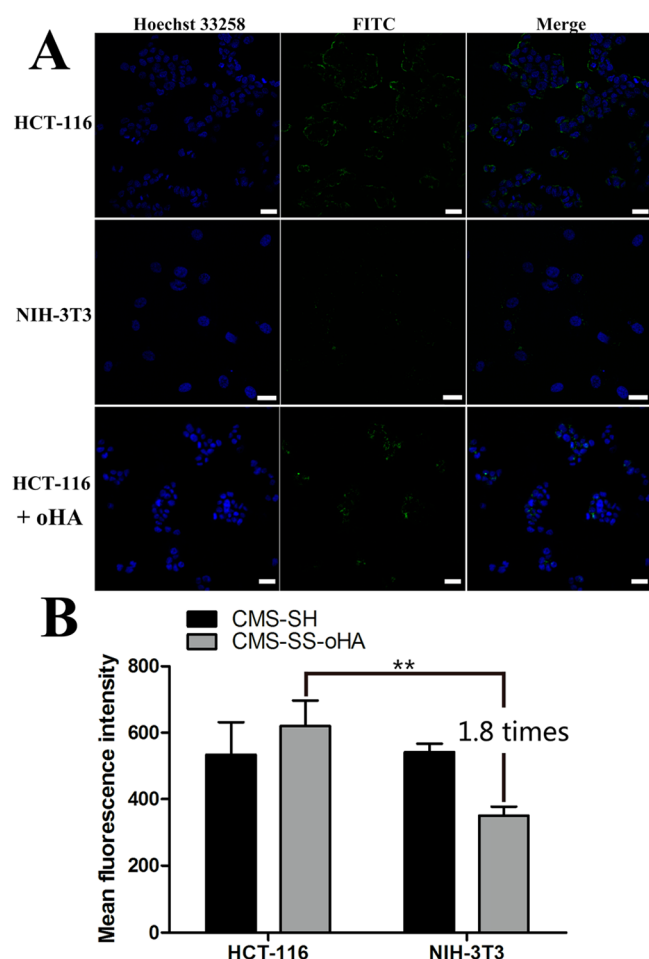 A
Hoechst 33258 FITC Merge
HCT-116
NIH-3T3
HCT-116
+ oHA
B
CMS-SH
CMS-SS-oHA
Mean fluorescence intensity
800
600
400
200
0
**
1.8 times
HCT-116 NIH-3T3